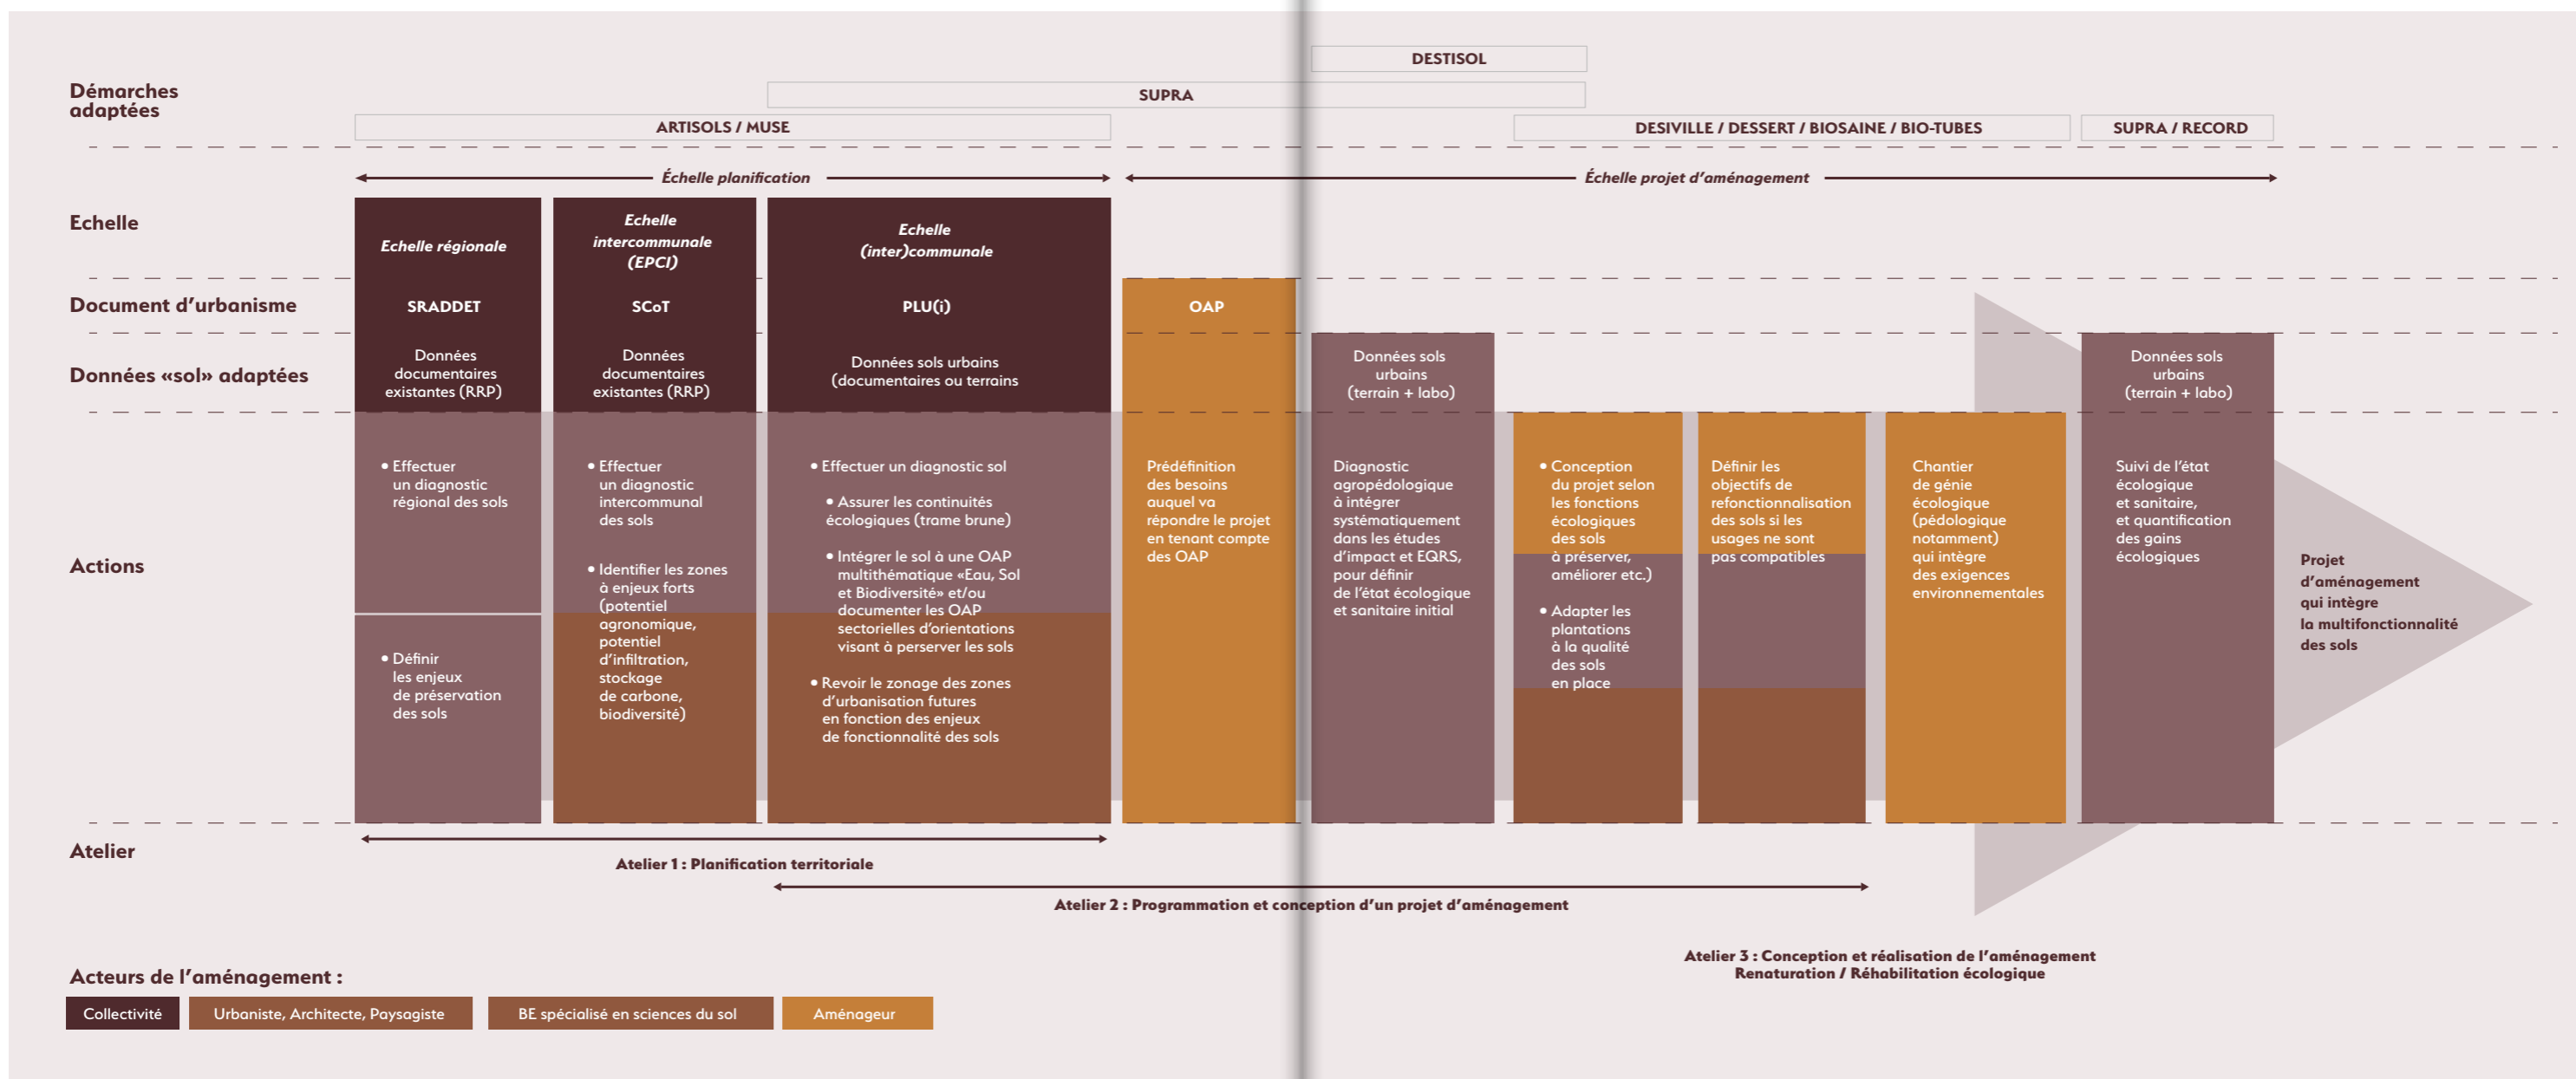 Démarches
adaptées
DESTISOL
SUPRA
ARTISOLS / MUSE
DESIVILLE / DESSERT / BIOSAINE / BIO-TUBES
SUPRA / RECORD
Échelle planification
Échelle projet d’aménagement
Echelle
Echelle régionale
Echelle
intercommunale
(EPCI)
Echelle
(inter)communale
Document d’urbanisme
SRADDET
SCoT
PLU(i)
OAP
Données «sol» adaptées
Données
documentaires
existantes (RRP)
Données
documentaires
existantes (RRP)
Données sols urbains
(documentaires ou terrains
Données sols
urbains
(terrain + labo)
Données sols
urbains
(terrain + labo)
Actions
• Effectuer
un diagnostic
régional des sols
• Définir
les enjeux
de préservation
des sols
• Effectuer
un diagnostic
intercommunal
des sols
• Identifier les zones
à enjeux forts
(potentiel
agronomique,
potentiel
d’infiltration,
stockage
de carbone,
biodiversité)
• Effectuer un diagnostic sol
• Assurer les continuités
écologiques (trame brune)
• Intégrer le sol à une OAP
multithématique «Eau, Sol
et Biodiversité» et/ou
documenter les OAP
sectorielles d’orientations
visant à perserver les sols
• Revoir le zonage des zones
d’urbanisation futures
en fonction des enjeux
de fonctionnalité des sols
Prédéfinition
des besoins
auquel va
répondre le projet
en tenant compte
des OAP
Diagnostic
agropédologique
à intégrer
systématiquement
dans les études
d’impact et EQRS,
pour définir
de l’état écologique
et sanitaire initial
• Conception
du projet selon
les fonctions
écologiques
des sols
à préserver,
améliorer etc.)
• Adapter les
plantations
à la qualité
des sols
en place
Définir les
objectifs de
refonctionnalisation
des sols si les
usages ne sont
pas compatibles
Chantier
de génie
écologique
(pédologique
notamment)
qui intègre
des exigences
environnementales
Suivi de l’état
écologique
et sanitaire,
et quantification
des gains
écologiques
Projet
d’aménagement
qui intègre
la multifonctionnalité
des sols
Atelier
Atelier 1 : Planification territoriale
Atelier 2 : Programmation et conception d’un projet d’aménagement
Atelier 3 : Conception et réalisation de l’aménagement
Renaturation / Réhabilitation écologique
Acteurs de l’aménagement :
Collectivité
Urbaniste, Architecte, Paysagiste
BE spécialisé en sciences du sol
Aménageur